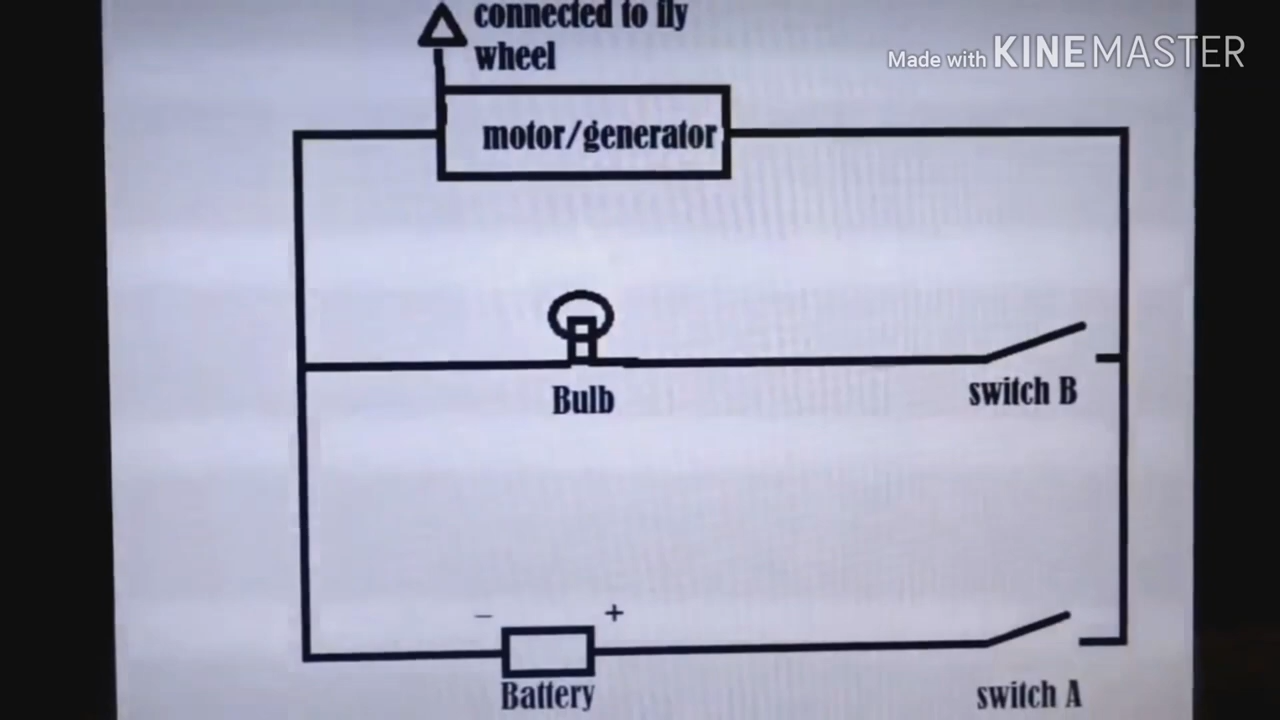 connected to fly
wheel
Made with KINEMASTER
motor/generator
Bulb
switch B
− +
Battery
switch A